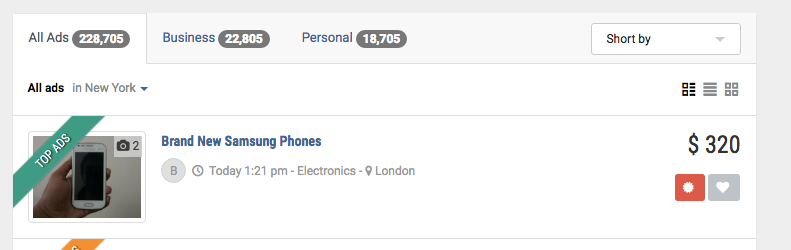 All Ads 228,705 Business 22,805 Personal 18,705 Short by
All ads in New York
TOP ADS
2
Brand New Samsung Phones
$ 320
B Today 1:21 pm - Electronics - London